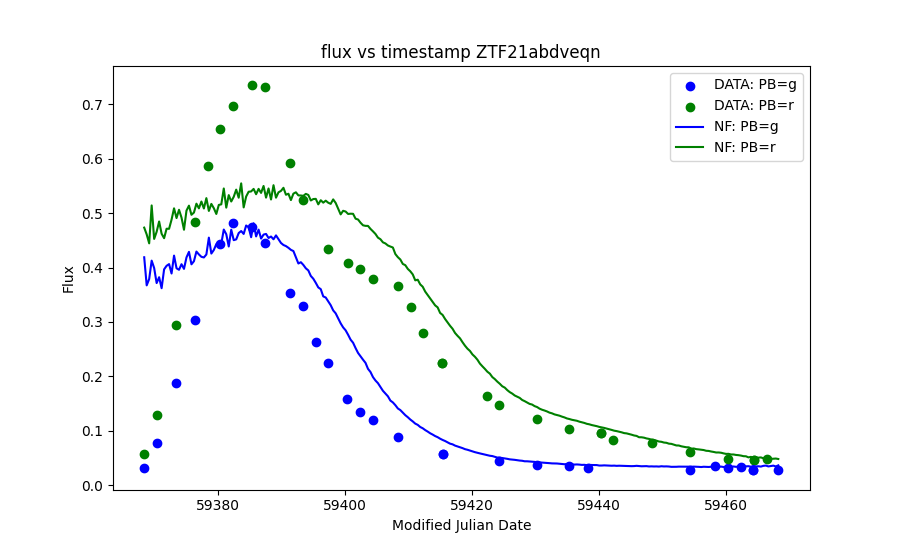 flux vs timestamp ZTF21abdveqn
DATA: PB=g
DATA: PB=r
NF: PB=g
NF: PB=r
Flux
0.7
0.6
0.5
0.4
0.3
0.2
0.1
0.0
59380
59400
59420
59440
59460
Modified Julian Date